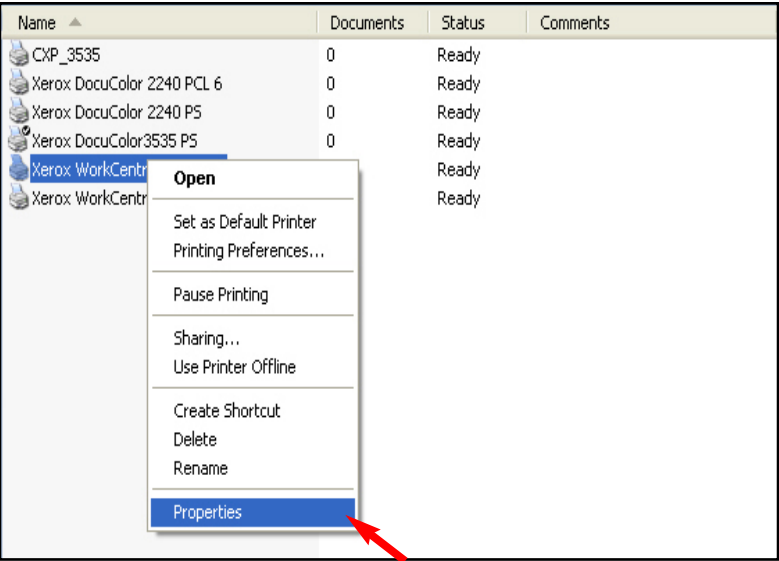 Name Documents Status Comments
CXP_3535 0 Ready
Xerox DocuColor 2240 PCL 6 0 Ready
Xerox DocuColor 2240 PS 0 Ready
Xerox DocuColor3535 PS 0 Ready
Xerox WorkCentr Ready
Xerox WorkCentr Ready
Open
Set as Default Printer
Printing Preferences...
Pause Printing
Sharing...
Use Printer Offline
Create Shortcut
Delete
Rename
Properties